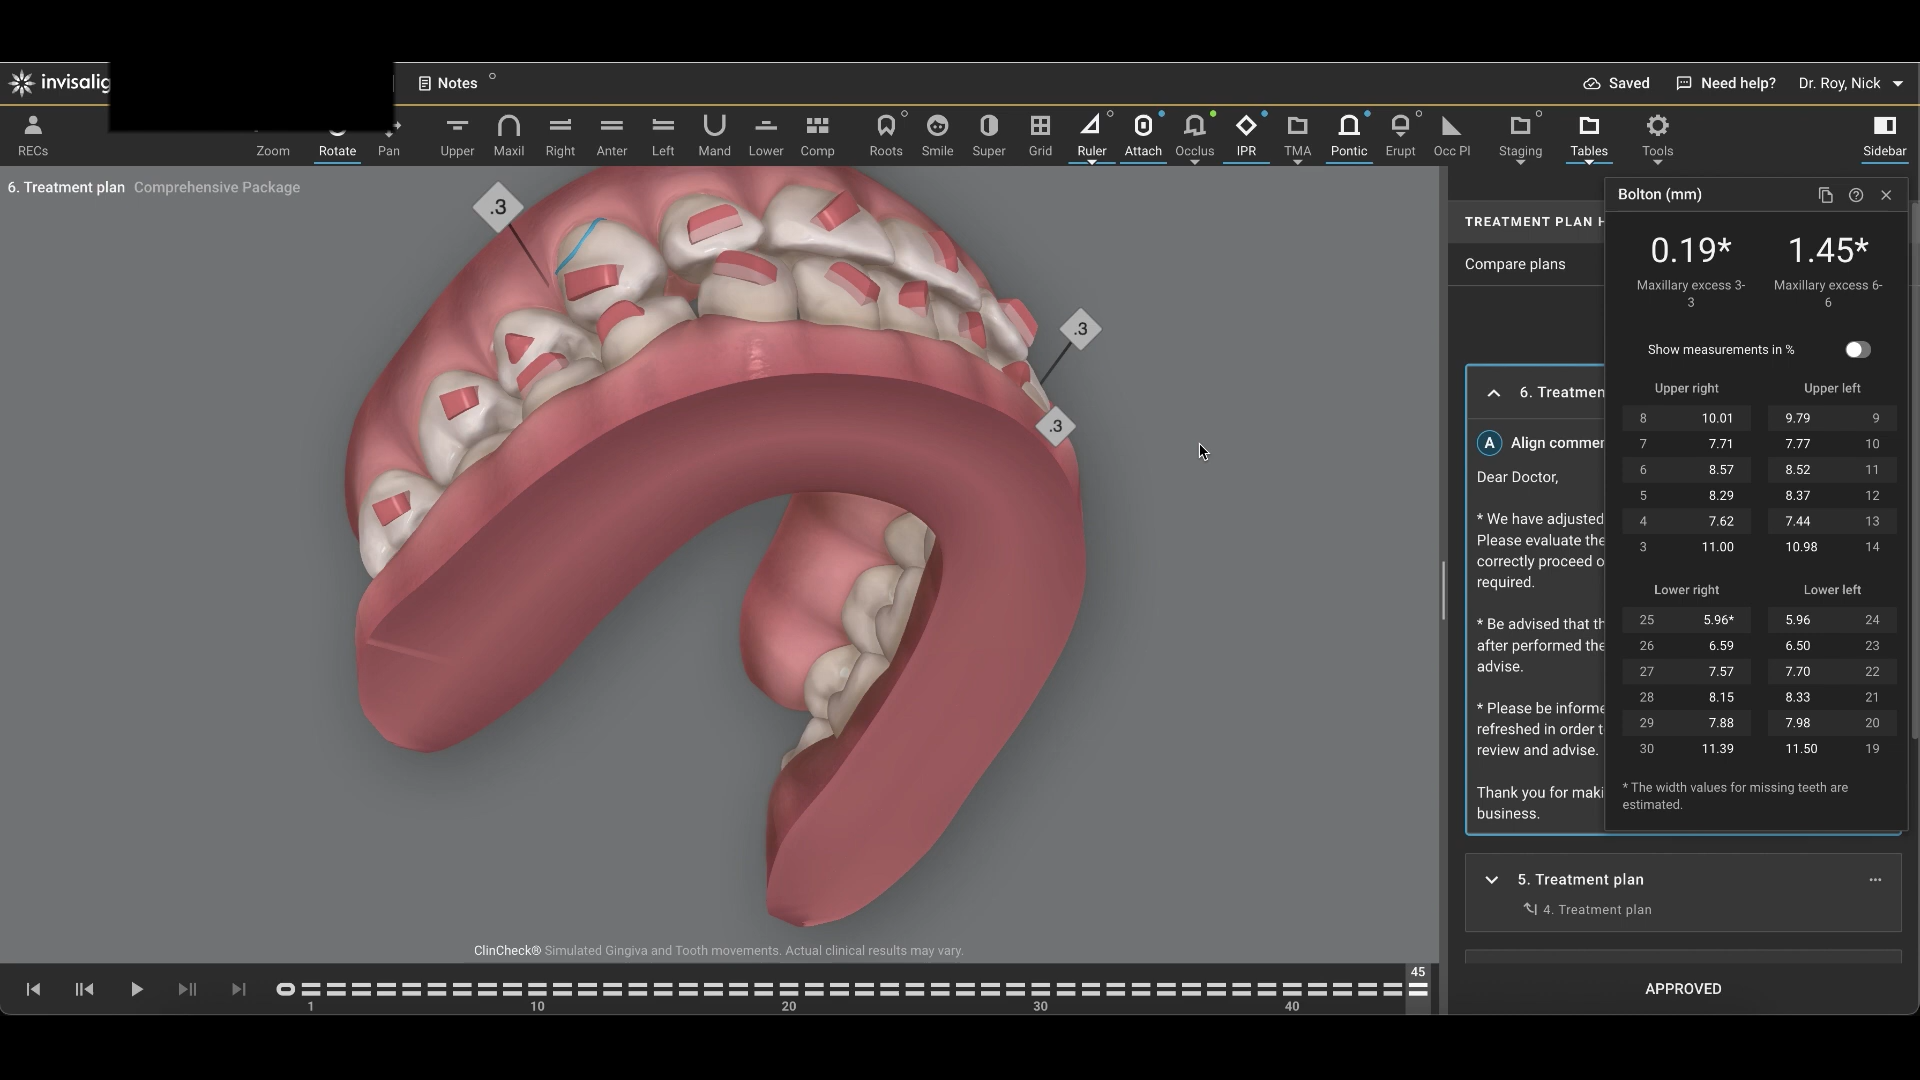 invisalig
Notes
Saved
Need help?
Dr. Roy, Nick
RECs
Zoom
Rotate
Pan
Upper
Maxil
Right
Anter
Left
Mand
Lower
Comp
Roots
Smile
Super
Grid
Ruler
Attach
Occlus
IPR
TMA
Pontic
Erupt
Occ Pl
Staging
Tables
Tools
Sidebar
6. Treatment plan Comprehensive Package
.3
.3
.3
ClinCheck® Simulated Gingiva and Tooth movements. Actual clinical results may vary.
TREATMENT PLAN H
Compare plans
6. Treatmen
A Align commer
Dear Doctor,
* We have adjusted
Please evaluate the
correctly proceed o
required.
* Be advised that th
after performed the
advise.
* Please be informe
refreshed in order t
review and advise.
Thank you for maki
business.
5. Treatment plan
4. Treatment plan
APPROVED
Bolton (mm)
0.19* 1.45*
Maxillary excess 3-
3
Maxillary excess 6-
6
Show measurements in %
Upper right Upper left
8 10.01 9.79 9
7 7.71 7.77 10
6 8.57 8.52 11
5 8.29 8.37 12
4 7.62 7.44 13
3 11.00 10.98 14
Lower right Lower left
25 5.96* 5.96 24
26 6.59 6.50 23
27 7.57 7.70 22
28 8.15 8.33 21
29 7.88 7.98 20
30 11.39 11.50 19
* The width values for missing teeth are
estimated.
45
1 10 20 30 40